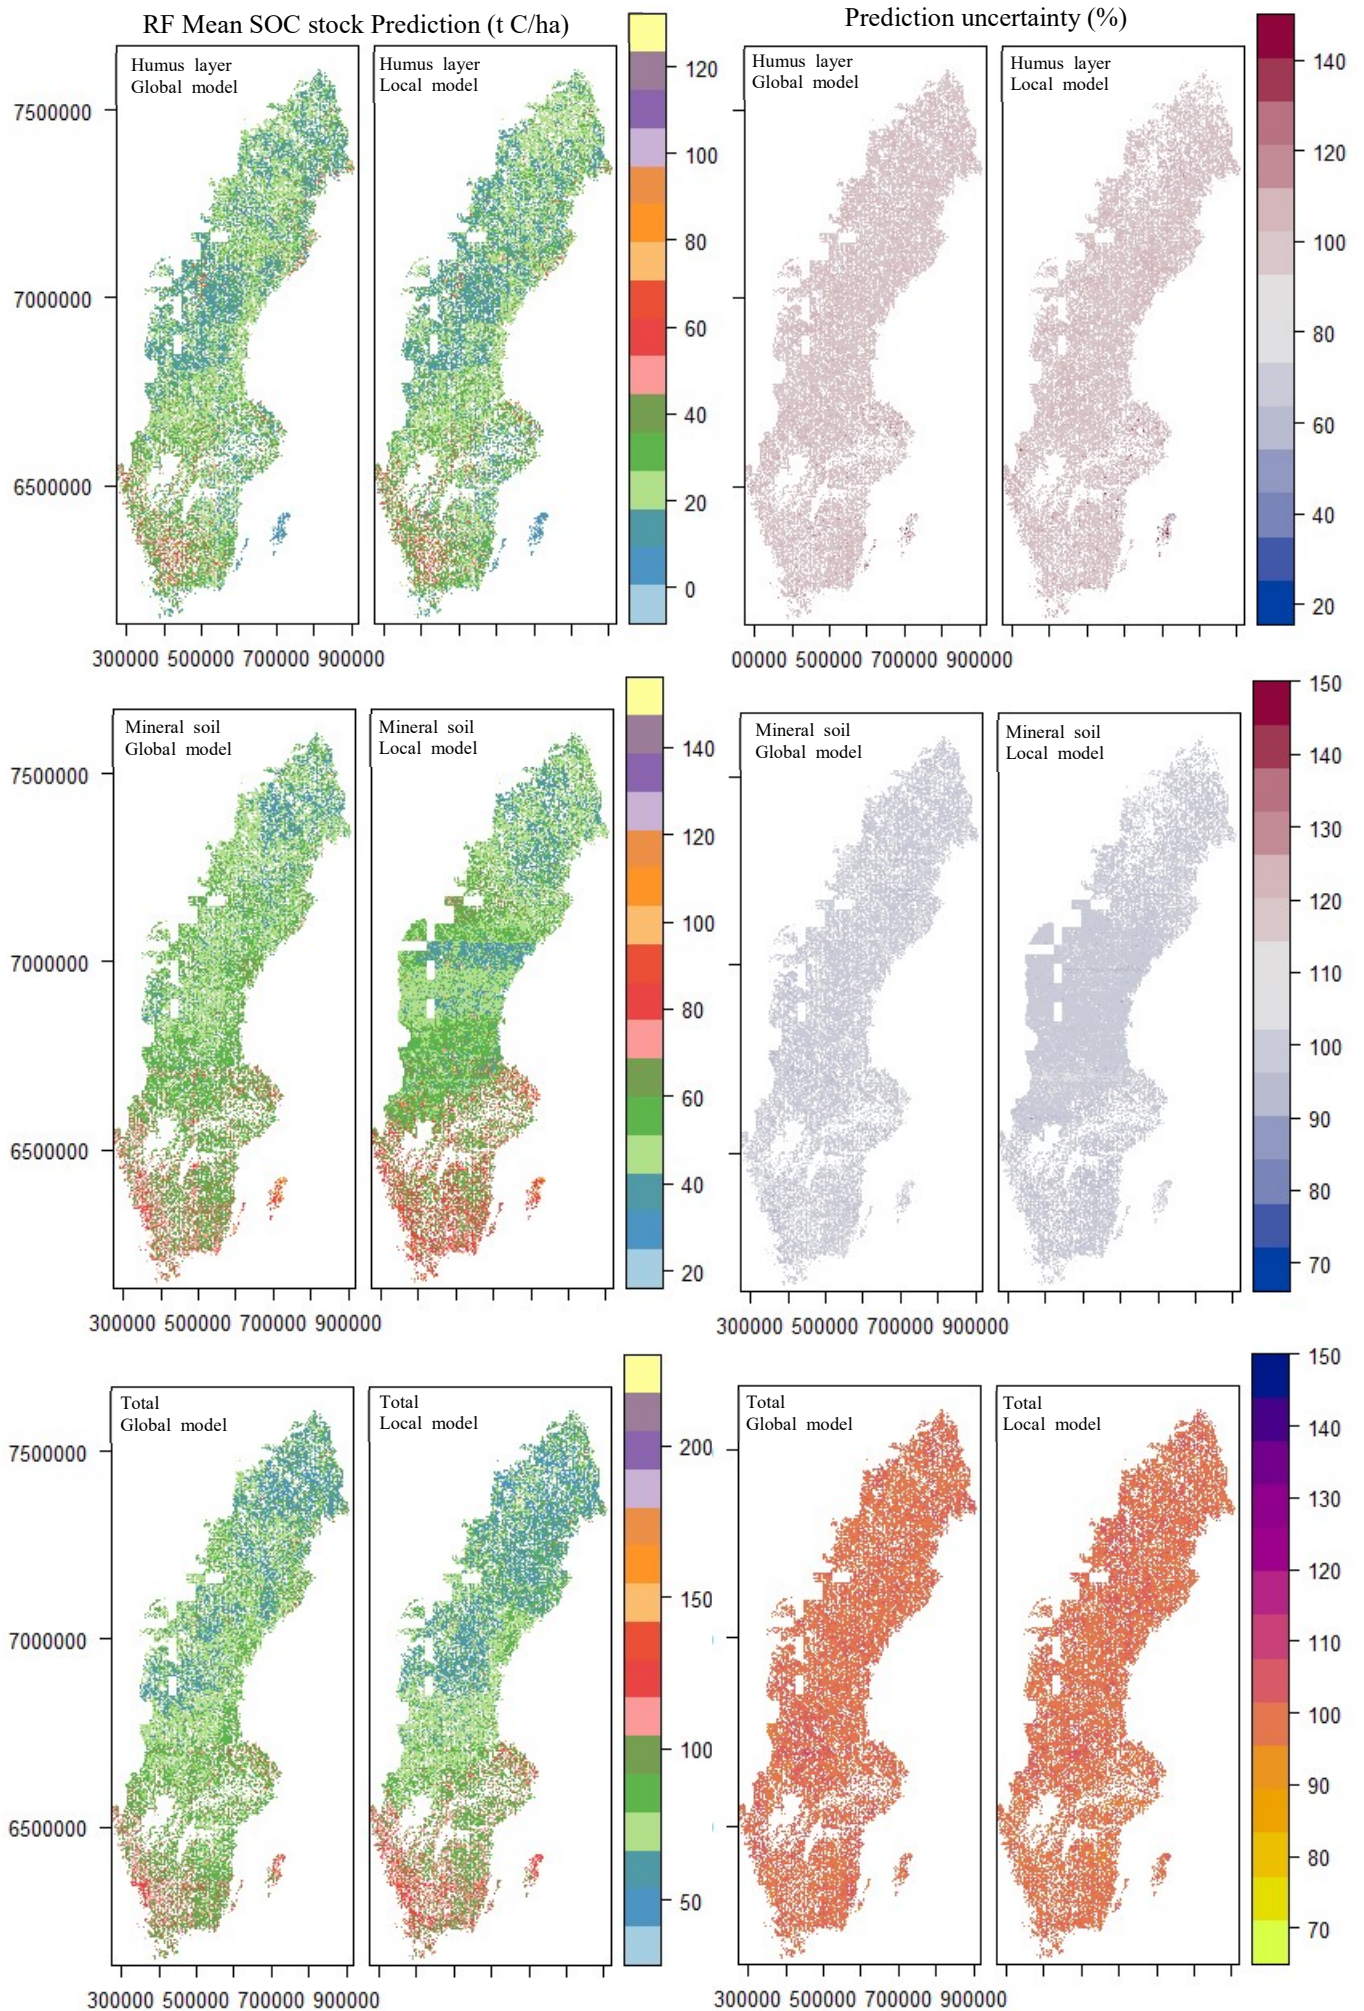 RF Mean SOC stock Prediction (t C/ha)
Prediction uncertainty (%)
Humus layer
Global model
Humus layer
Local model
120
100
80
60
40
20
0
Humus layer
Global model
Humus layer
Local model
140
120
100
80
60
40
20
7500000
7000000
6500000
300000 500000 700000 900000
00000 500000 700000 900000
Mineral soil
Global model
Mineral soil
Local model
140
120
100
80
60
40
20
Mineral soil
Global model
Mineral soil
Local model
150
140
130
120
110
100
90
80
70
7500000
7000000
6500000
300000 500000 700000 900000
300000 500000 700000 900000
Total
Global model
Total
Local model
200
150
100
50
Total
Global model
Total
Local model
150
140
130
120
110
100
90
80
70
7500000
7000000
6500000
300000 500000 700000 900000
300000 500000 700000 900000